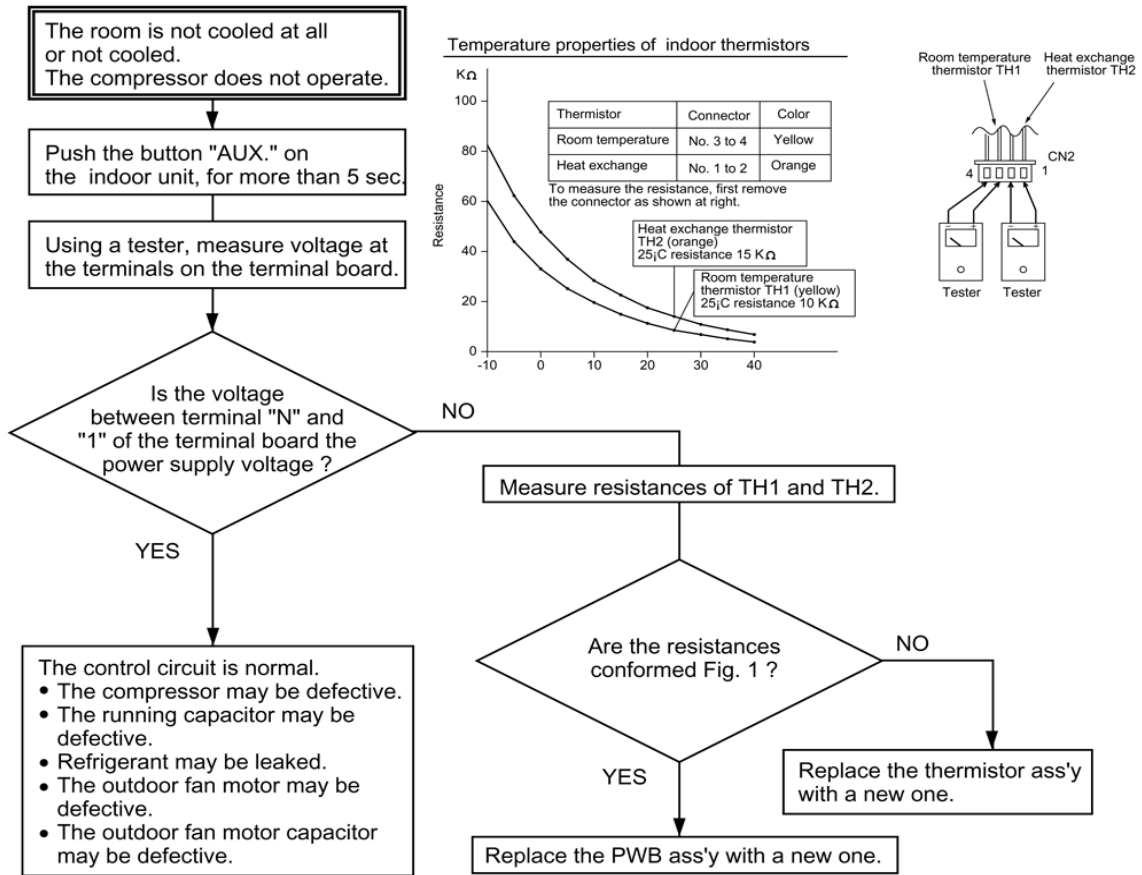 The room is not cooled at all
or not cooled.
The compressor does not operate.
Push the button "AUX." on
the indoor unit, for more than 5 sec.
Using a tester, measure voltage at
the terminals on the terminal board.
Is the voltage
between terminal "N" and
"1" of the terminal board the
power supply voltage ?
NO
YES
The control circuit is normal.
• The compressor may be defective.
• The running capacitor may be
defective.
• Refrigerant may be leaked.
• The outdoor fan motor may be
defective.
• The outdoor fan motor capacitor
may be defective.
Measure resistances of TH1 and TH2.
Are the resistances
conformed Fig. 1 ?
NO
YES
Replace the thermistor ass'y
with a new one.
Replace the PWB ass'y with a new one.
Temperature properties of indoor thermistors
KΩ
100
80
60
40
20
0
Resistance
-10 0 10 20 30 40
Thermistor Connector Color
Room temperature No. 3 to 4 Yellow
Heat exchange No. 1 to 2 Orange
To measure the resistance, first remove
the connector as shown at right.
Heat exchange thermistor
TH2 (orange)
25¡C resistance 15 KΩ
Room temperature
thermistor TH1 (yellow)
25¡C resistance 10 KΩ
Room temperature
thermistor TH1
Heat exchange
thermistor TH2
CN2
4 1
− + − +
Tester Tester